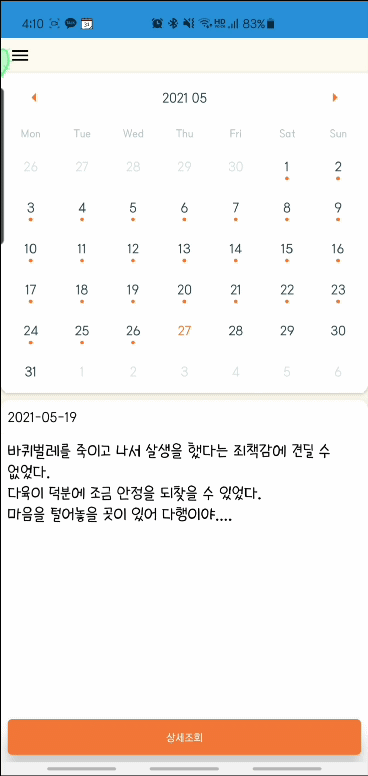 4:10 31 HD 83%
2021 05
Mon Tue Wed Thu Fri Sat Sun
26 27 28 29 30 1 2
3 4 5 6 7 8 9
10 11 12 13 14 15 16
17 18 19 20 21 22 23
24 25 26 27 28 29 30
31 1 2 3 4 5 6
2021-05-19
바퀴벌레를 죽이고 나서 살생을 했다는 죄책감에 견딜 수
없었다.
다육이 덕분에 조금 안정을 되찾을 수 있었다.
마음을 털어놓을 곳이 있어 다행이야....
상세조회